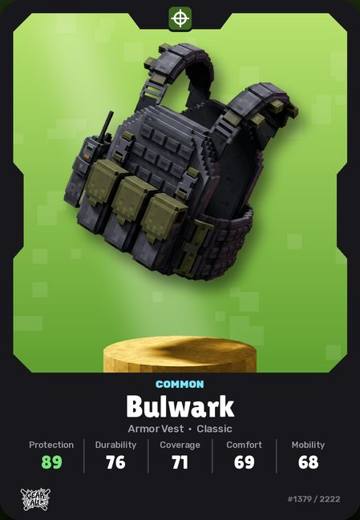 COMMON
Bulwark
Armor Vest • Classic
Protection Durability Coverage Comfort Mobility
89 76 71 69 68
#1379 / 2222